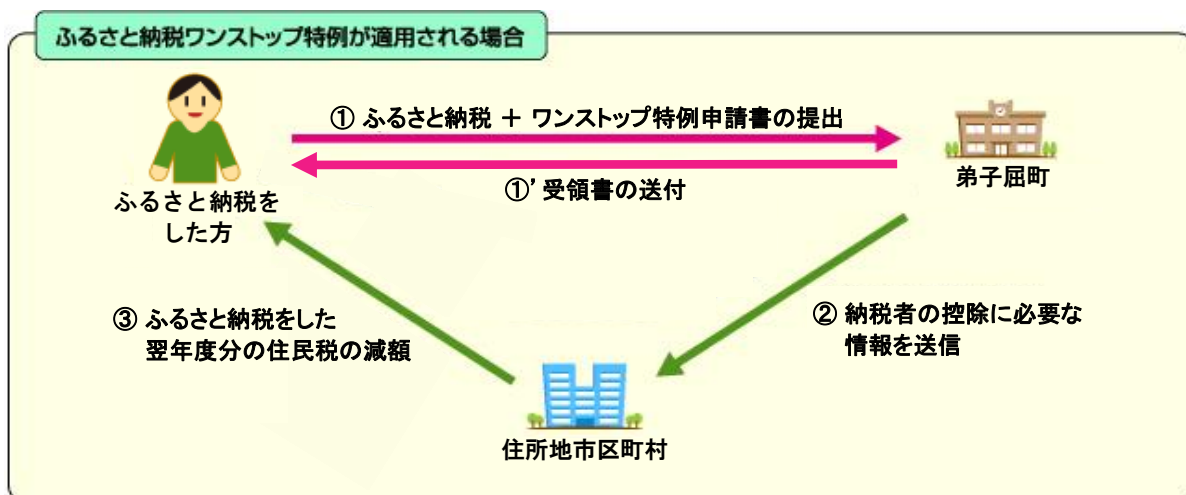 ふるさと納税ワンストップ特例が適用される場合
① ふるさと納税 ＋ ワンストップ特例申請書の提出
①’ 受領書の送付
弟子屈町
ふるさと納税を
した方
③ ふるさと納税をした
翌年度分の住民税の減額
② 納税者の控除に必要な
情報を送信
住所地市区町村